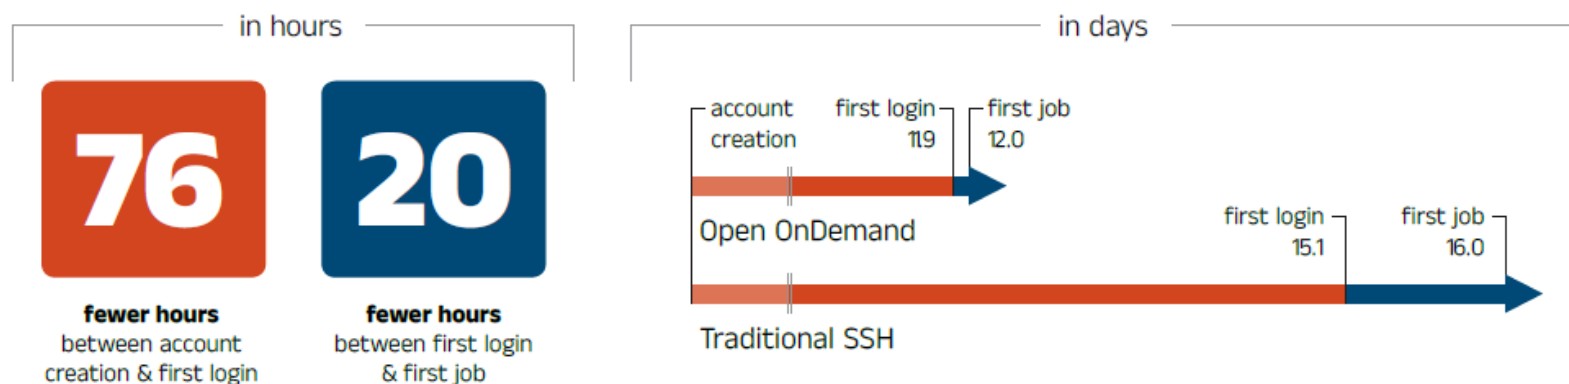 in hours
76
fewer hours
between account
creation & first login
20
fewer hours
between first login
& first job
in days
account
creation
first login
11.9
first job
12.0
Open OnDemand
first login
15.1
first job
16.0
Traditional SSH